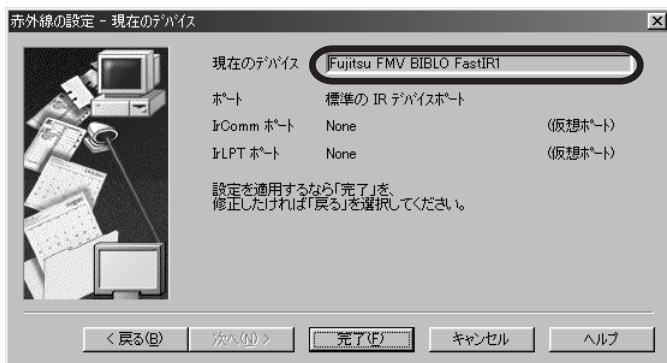 赤外線の設定 - 現在のデバイス
現在のデバイス Fujitsu FMV BIBLO FastIR1
ポート 標準の IR デバイスポート
IrComm ポート None (仮想ポート)
IrLPT ポート None (仮想ポート)
設定を適用するなら「完了」を、
修正したければ「戻る」を選択してください。
< 戻る(B) 次へ(N) > 完了(F) キャンセル ヘルプ